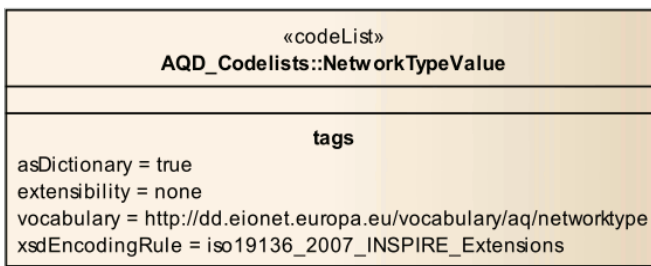 «codeList»
AQD_Codelists::NetworkTypeValue
tags
asDictionary = true
extensibility = none
vocabulary = http://dd.eionet.europa.eu/vocabulary/aq/networktype
xsdEncodingRule = iso19136_2007_INSPIRE_Extensions